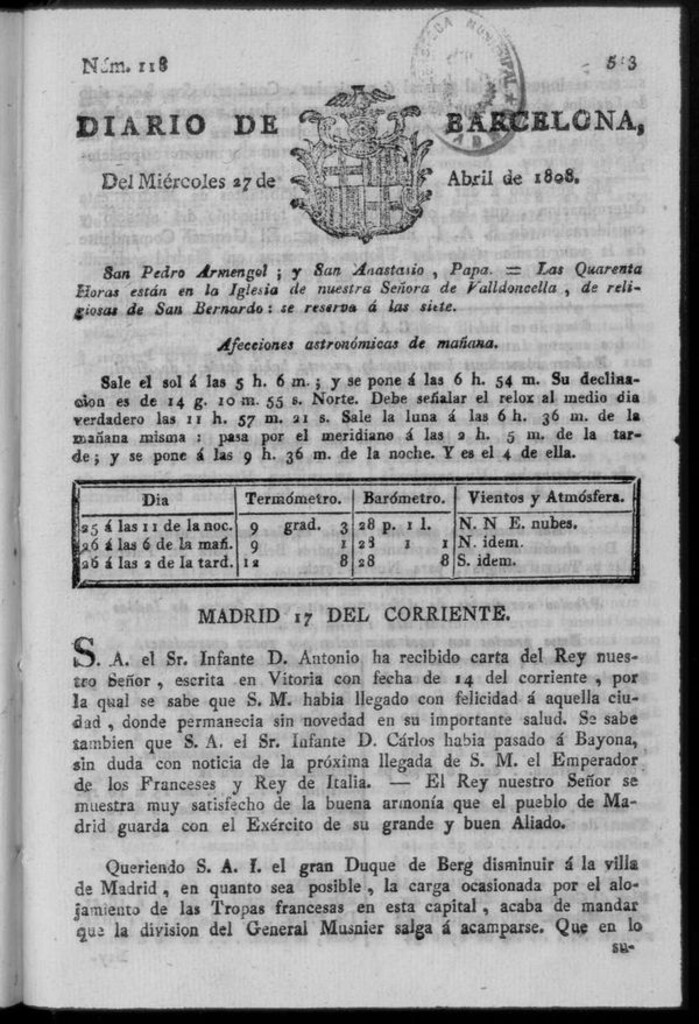 Núm. 118
DIARIO DE BARCELONA,
Del Miércoles 27 de Abril de 1808.
San Pedro Armengol ; y San Anastasio , Papa. = Las Quarenta
Horas están en la Iglesia de nuestra Señora de Valldoncella , de reli-
giosas de San Bernardo : se reserva á las siete.
Afecciones astronómicas de mañana.
Sale el sol á las 5 h. 6 m. ; y se pone á las 6 h. 54 m. Su declina-
cion es de 14 g. 10 m. 55 s. Norte. Debe señalar el relox al medio dia
verdadero las 11 h. 57 m. 21 s. Sale la luna á las 6 h. 36 m. de la
mañana misma : pasa por el meridiano á las 2 h. 5 m. de la tar-
de ; y se pone á las 9 h. 36 m. de la noche. Y es el 4 de ella.
Dia Termómetro. Barómetro. Vientos y Atmósfera.
25 á las 11 de la noc. 9 grad. 3 28 p. 1 l. N. N E. nubes.
26 á las 6 de la mañ. 9 1 28 1 1 N. idem.
26 á las 2 de la tard. 12 8 28 8 S. idem.
MADRID 17 DEL CORRIENTE.
S. A. el Sr. Infante D. Antonio ha recibido carta del Rey nues-
tro Señor , escrita en Vitoria con fecha de 14 del corriente , por
la qual se sabe que S. M. habia llegado con felicidad á aquella ciu-
dad , donde permanecia sin novedad en su importante salud. Se sabe
tambien que S. A. el Sr. Infante D. Cárlos habia pasado á Bayona,
sin duda con noticia de la próxima llegada de S. M. el Emperador
de los Franceses y Rey de Italia. — El Rey nuestro Señor se
muestra muy satisfecho de la buena armonía que el pueblo de Ma-
drid guarda con el Exército de su grande y buen Aliado.
Queriendo S. A. I. el gran Duque de Berg disminuir á la villa
de Madrid , en quanto sea posible , la carga ocasionada por el alo-
jamiento de las Tropas francesas en esta capital , acaba de mandar
que la division del General Musnier salga á acamparse. Que en lo
su-